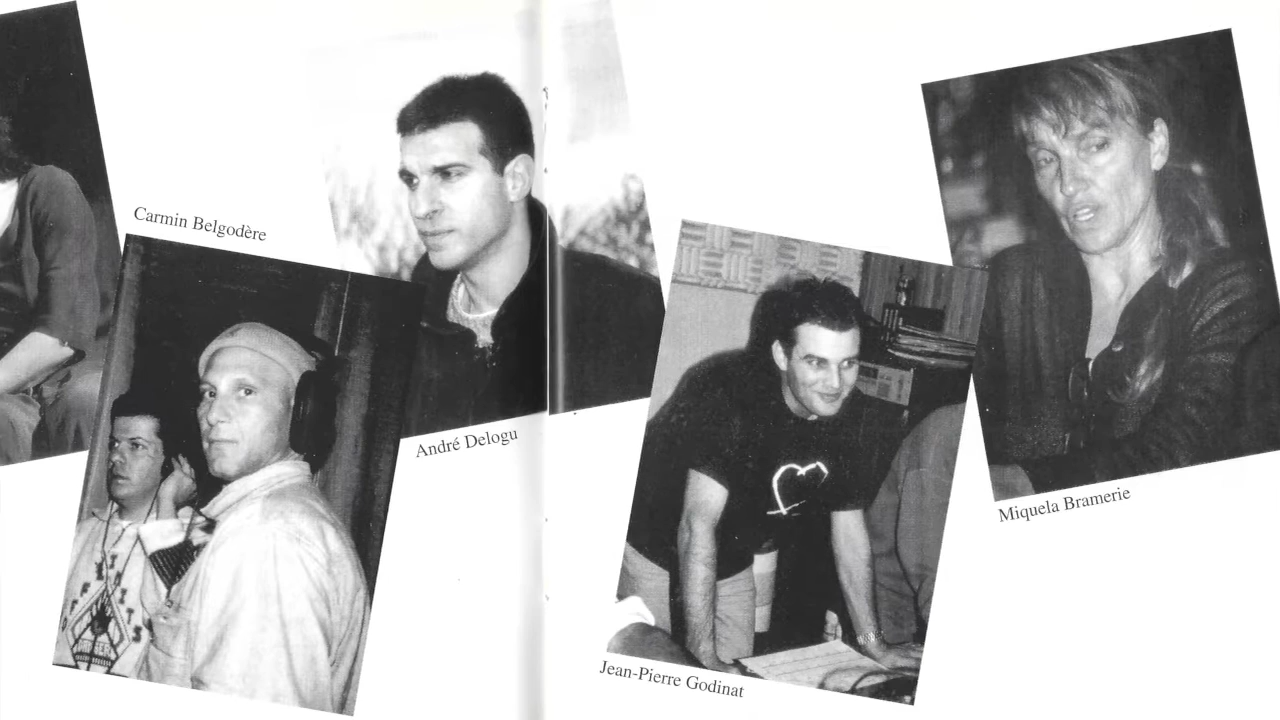 Carmin Belgodère
André Delogu
Jean-Pierre Godinat
Miquela Bramerie